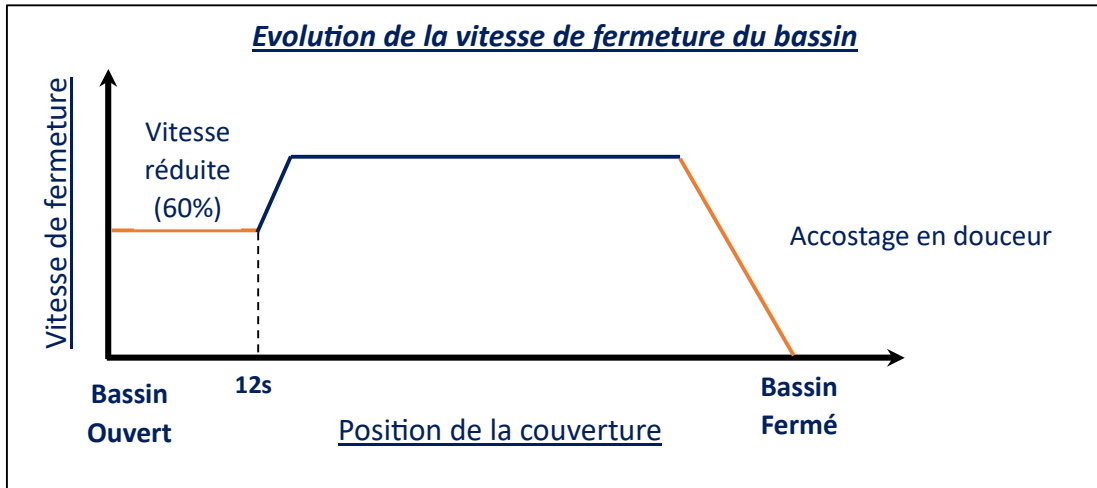 Evolution de la vitesse de fermeture du bassin
Vitesse de fermeture
Vitesse
réduite
(60%)
Accostage en douceur
12s
Bassin
Ouvert
Bassin
Fermé
Position de la couverture